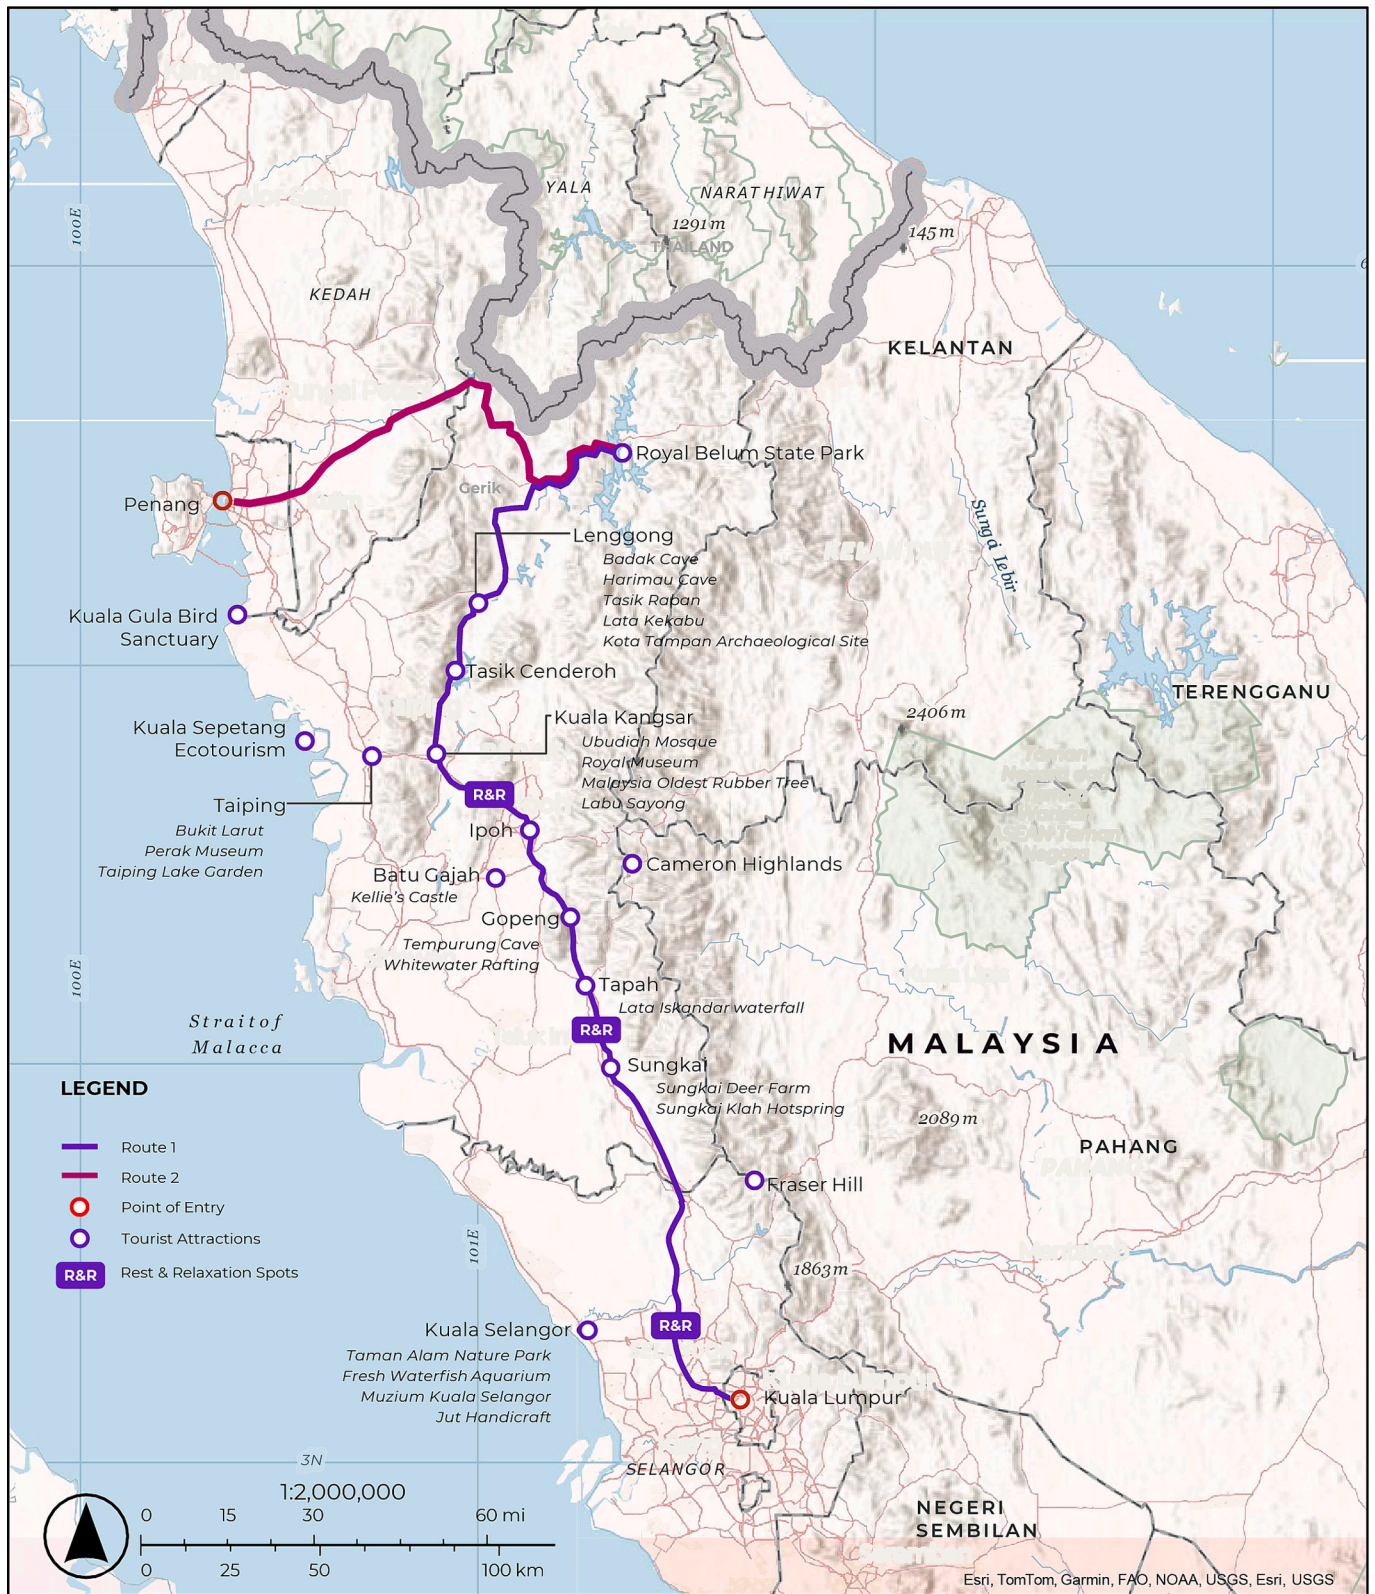 100E
YALA
NARATHIWAT
1291 m
THAILAND
145 m
6
KEDAH
KELANTAN
Royal Belum State Park
Gerik
Penang
Sungai Lebir
Lenggong
Badak Cave
Harimau Cave
Tasik Rapan
Lata Kekabu
Kota Tampan Archaeological Site
Kuala Gula Bird
Sanctuary
Tasik Cenderoh
TERENGGANU
2406 m
Kuala Kangsar
Ubudiah Mosque
Royal Museum
Malaysia Oldest Rubber Tree
Labu Sayong
Kuala Sepetang
Ecotourism
R&R
Taiping
Bukit Larut
Perak Museum
Taiping Lake Garden
Ipoh
Cameron Highlands
Batu Gajah
Kellie's Castle
Gopeng
Tempurung Cave
Whitewater Rafting
100E
Tapah
Lata Iskandar waterfall
Strait of
Malacca
R&R
MALAYSIA
Sungkai
Sungkai Deer Farm
Sungkai Klah Hotspring
2089 m
PAHANG
LEGEND
Route 1
Route 2
Point of Entry
Tourist Attractions
R&R Rest & Relaxation Spots
Fraser Hill
101E
1863 m
R&R
Kuala Selangor
Taman Alam Nature Park
Fresh Waterfish Aquarium
Muzium Kuala Selangor
Jut Handicraft
Kuala Lumpur
3N
SELANGOR
1:2,000,000
0 15 30 60 mi
0 25 50 100 km
NEGERI
SEMBILAN
Esri, TomTom, Garmin, FAO, NOAA, USGS, Esri, USGS